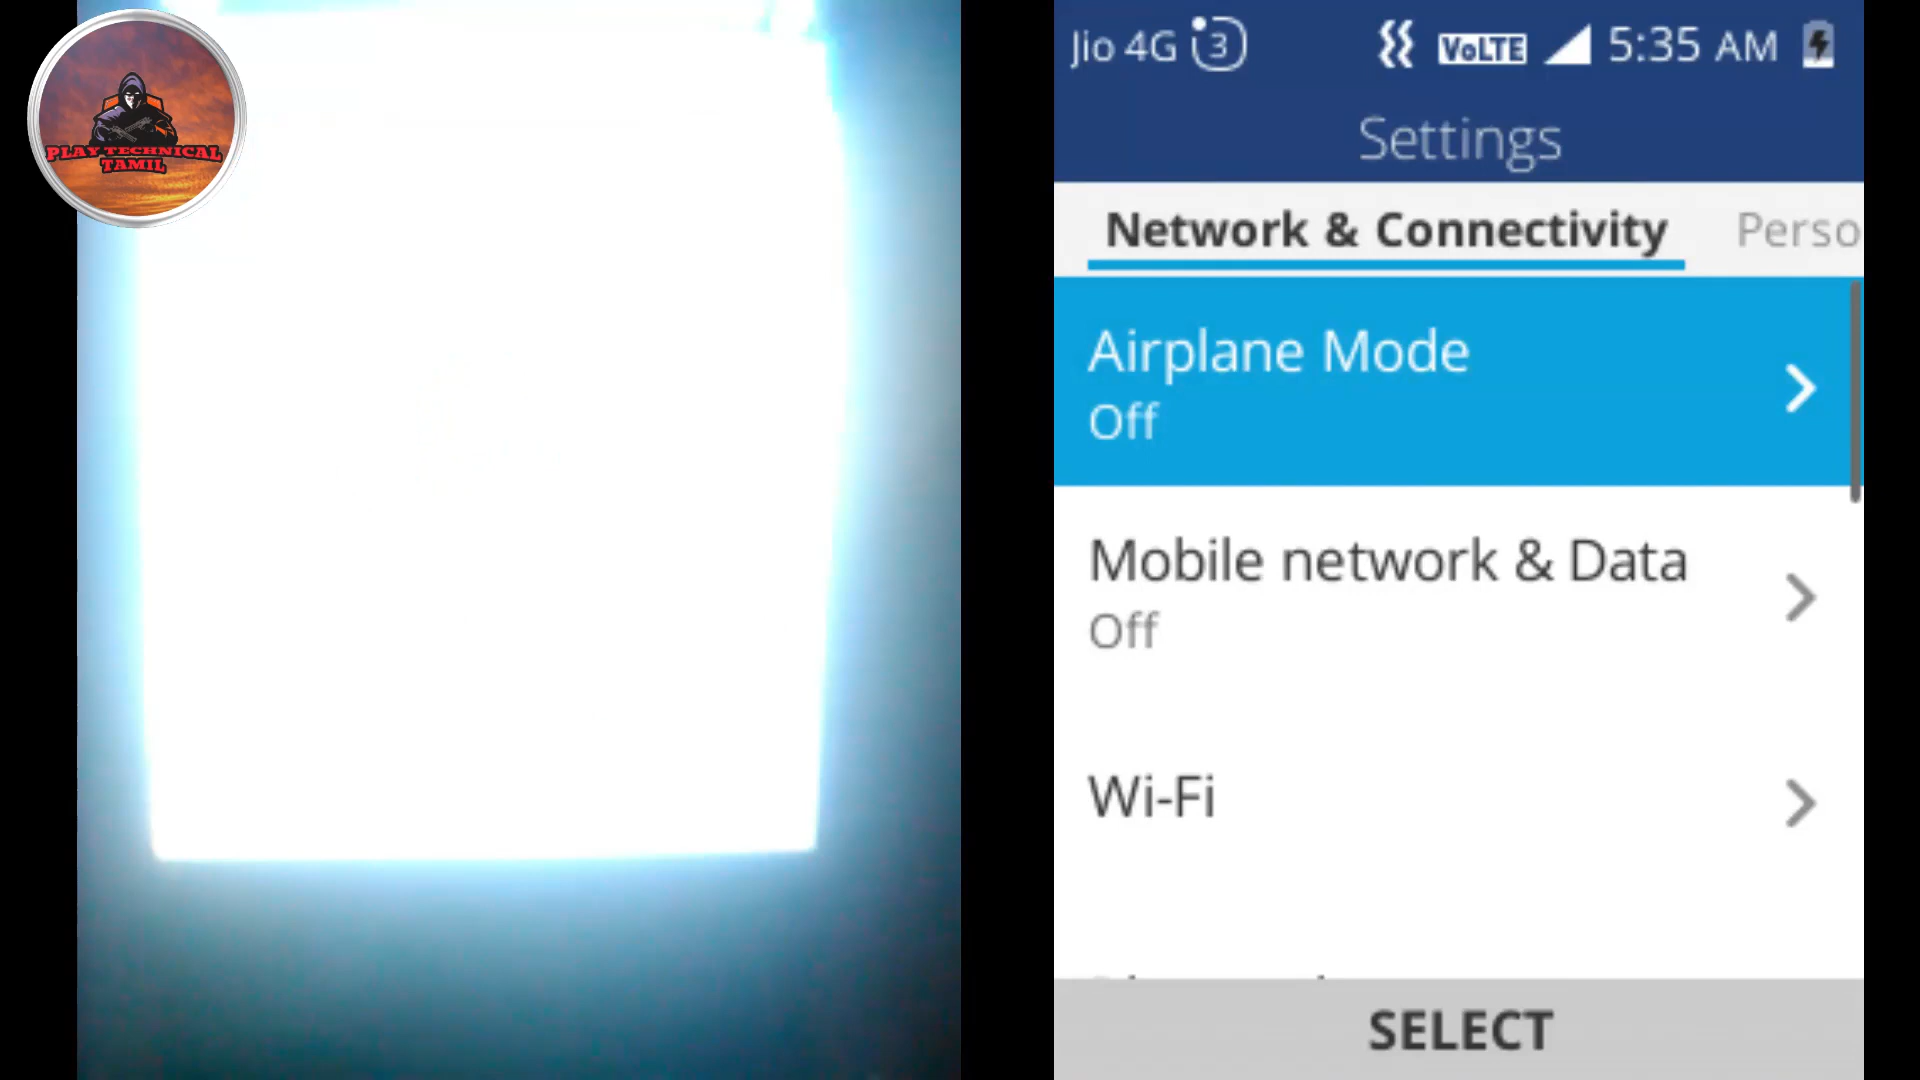 PLAY TECHNICAL
TAMIL
Jio 4G 3 VoLTE 5:35 AM
Settings
Network & Connectivity Perso
Airplane Mode
Off
Mobile network & Data
Off
Wi-Fi
SELECT